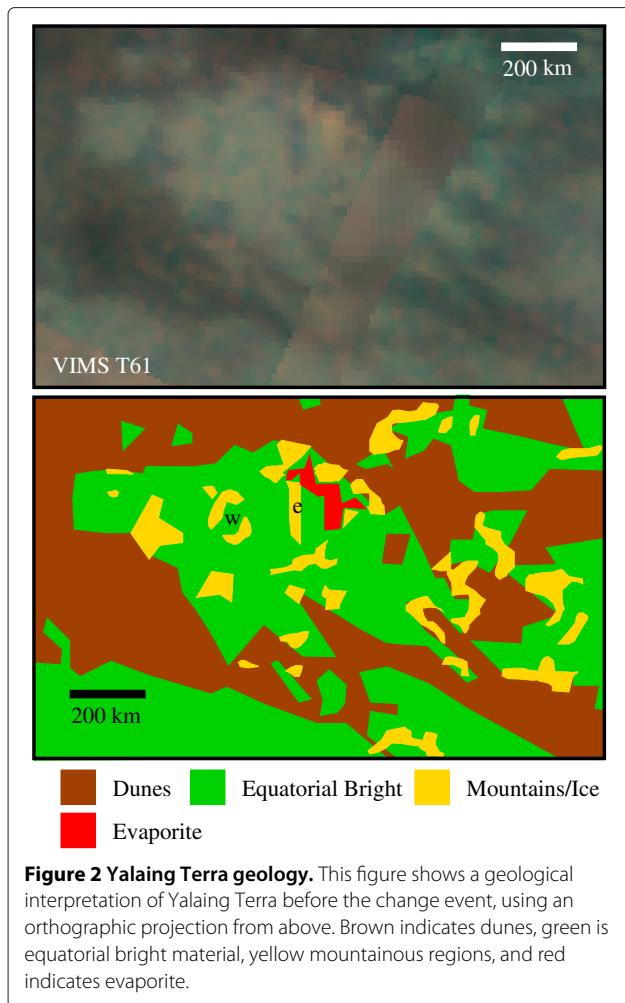 200 km
VIMS T61
w
e
200 km
Dunes
Equatorial Bright
Mountains/Ice
Evaporite
Figure 2 Yalaing Terra geology. This figure shows a geological
interpretation of Yalaing Terra before the change event, using an
orthographic projection from above. Brown indicates dunes, green is
equatorial bright material, yellow mountainous regions, and red
indicates evaporite.